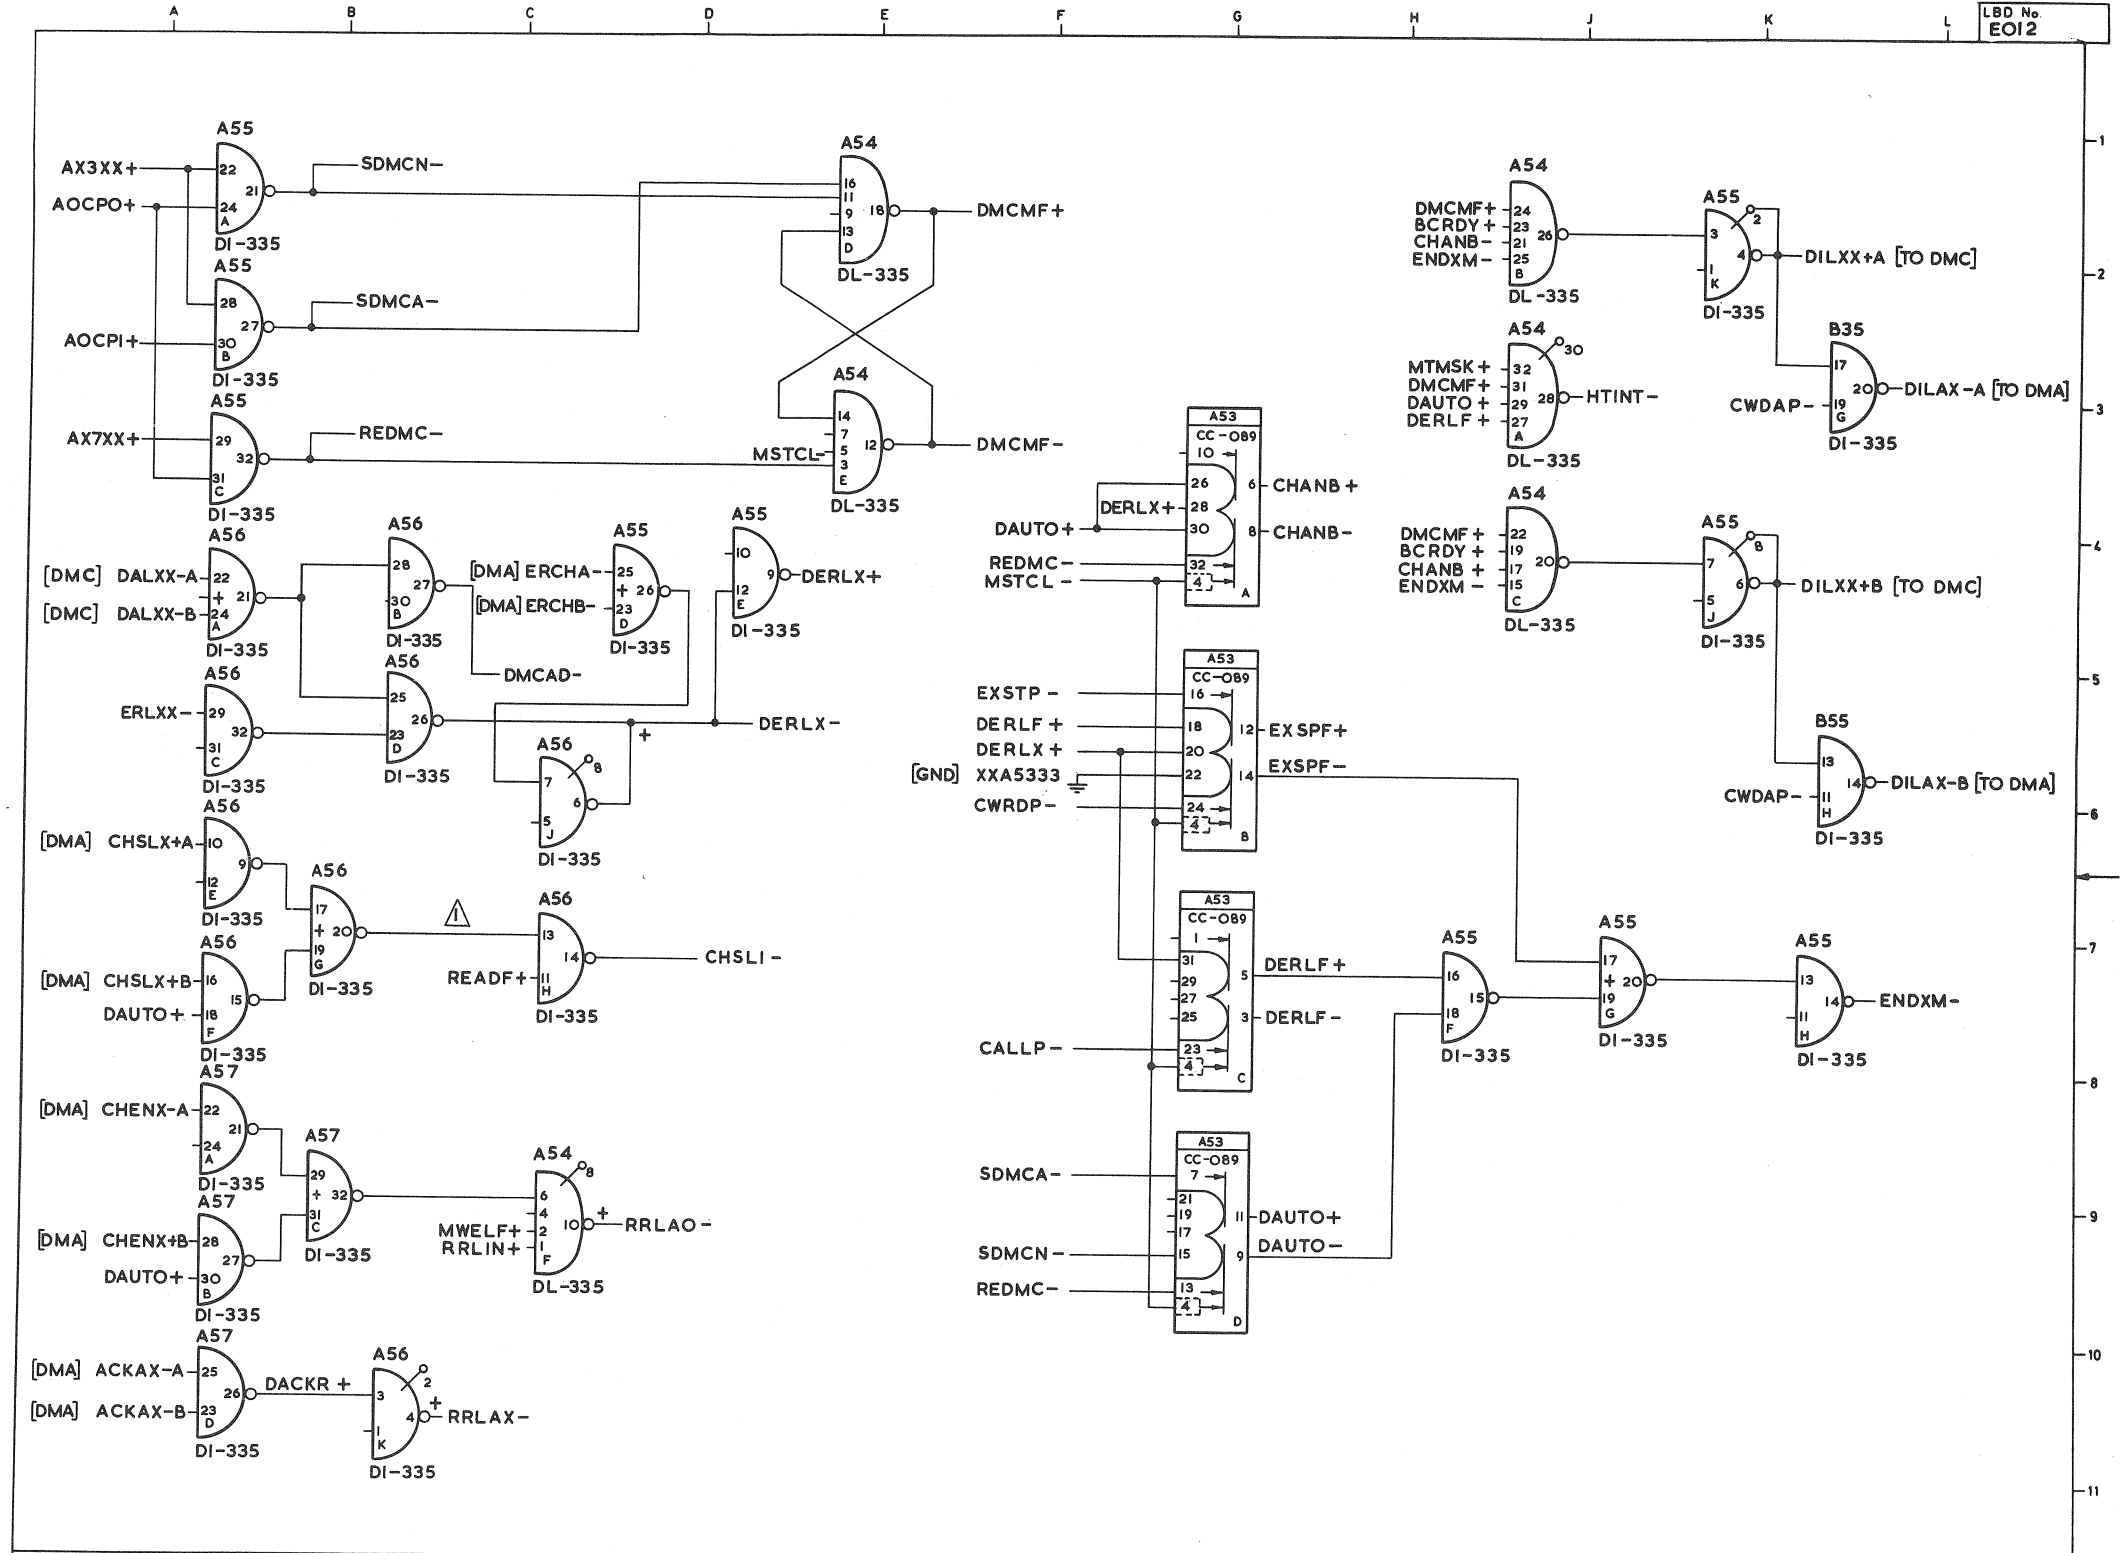 A B C D E F G H J K L
LBD No.
E012
1
2
3
4
5
6
7
8
9
10
11
A55
AX3XX+ 22
21
SDMCN-
AOCPO+ 24
A
DI-335
A55
28
27
SDMCA-
AOCPI+ 30
B
DI-335
A55
AX7XX+ 29
32
REDMC-
31
C
DI-335
A54
16
11
9
13
18
D
DMCMF+
DL-335
A54
14
7
MSTCL- 5
3
12
E
DMCMF-
DL-335
A56
[DMC] DALXX-A 22
+ 21
[DMC] DALXX-B 24
A
DI-335
A56
28
27
30
B
DI-335
DMCAD-
A56
ERLXX- 29
32
31
C
DI-335
A56
25
26
23
D
DI-335
DERLX-
+
A55
[DMA] ERCHA- 25
+ 26
[DMA] ERCHB- 23
D
DI-335
A55
10
9
DERLX+
12
E
DI-335
A56
8
7
6
5
J
DI-335
A56
[DMA] CHSLX+A 10
9
12
E
DI-335
A56
[DMA] CHSLX+B 16
15
DAUTO+ 18
F
DI-335
A56
17
+ 20
19
G
DI-335
1
A56
13
14
READF+ 11
H
DI-335
CHSLI-
A57
[DMA] CHENX-A 22
21
24
A
DI-335
A57
[DMA] CHENX+B 28
27
DAUTO+ 30
B
DI-335
A57
29
+ 32
31
C
DI-335
A54
8
6
4
MWELF+ 2
RRLIN+ 1
10
F
+
RRLAO-
DL-335
A57
[DMA] ACKAX-A 25
26
[DMA] ACKAX-B 23
D
DI-335
DACKR+
A56
2
3
4
1
K
+
RRLAX-
DI-335
A53
CC-089
10
26
6 CHANB+
DERLX+ 28
DAUTO+ 30
8 CHANB-
REDMC- 32
MSTCL- 4
A
A53
CC-089
EXSTP- 16
DERLF+ 18
12 EXSPF+
DERLX+ 20
[GND] XXA5333 22
14 EXSPF-
CWRDP- 24
4
B
A53
CC-089
1
31
5 DERLF+
29
27
25
3 DERLF-
CALLP- 23
4
C
A53
CC-089
SDMCA- 7
21
19
11 DAUTO+
17
SDMCN- 15
9 DAUTO-
REDMC- 13
4
D
A55
16
15
18
F
DI-335
A55
17
+ 20
19
G
DI-335
A55
13
14
11
H
DI-335
ENDXM-
A54
DMCMF+ 24
BCRDY+ 23
CHANB- 21
ENDXM- 25
26
B
DL-335
A55
2
3
4
1
K
DI-335
DILXX+A [TO DMC]
B35
17
20
CWDAP- 19
G
DI-335
DILAX-A [TO DMA]
A54
30
MTMSK+ 32
DMCMF+ 31
DAUTO+ 29
DERLF+ 27
28
A
HTINT-
DL-335
A54
DMCMF+ 22
BCRDY+ 19
CHANB+ 17
ENDXM- 15
20
C
DL-335
A55
8
7
6
5
J
DI-335
DILXX+B [TO DMC]
B55
13
14
CWDAP- 11
H
DI-335
DILAX-B [TO DMA]